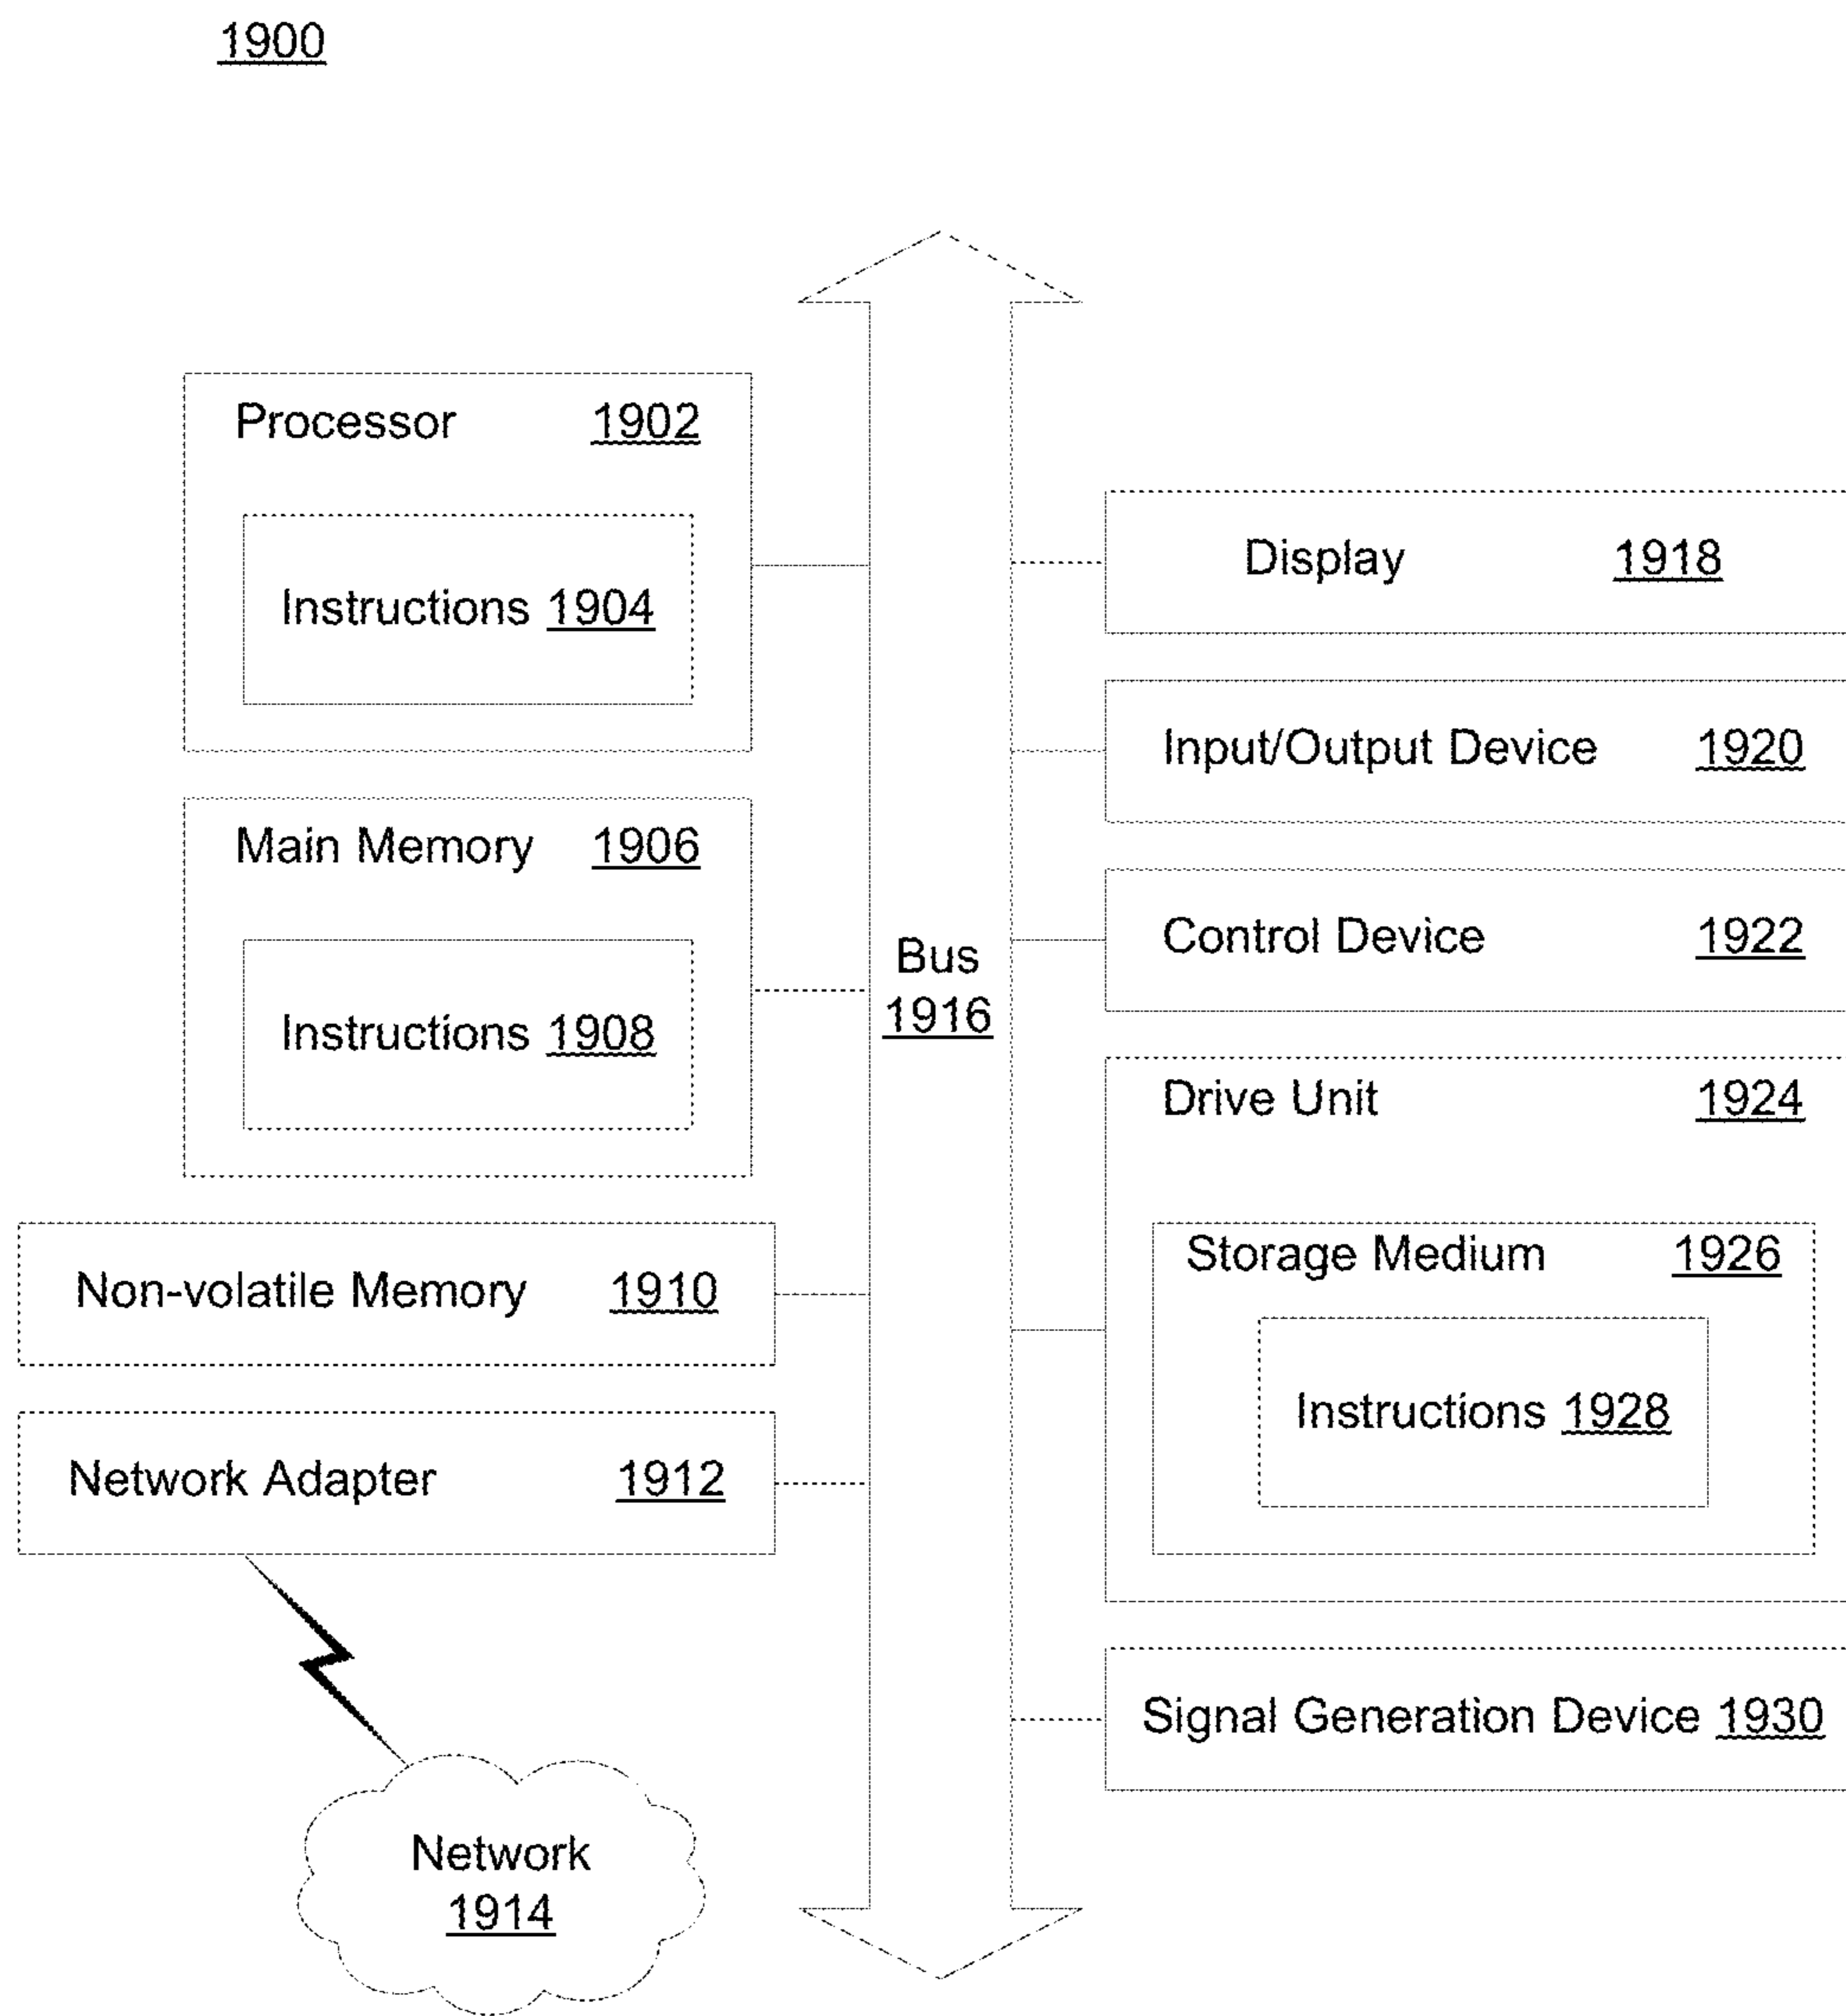 1900
Processor 1902
Instructions 1904
Main Memory 1906
Instructions 1908
Non-volatile Memory 1910
Network Adapter 1912
Network
1914
Bus
1916
Display 1918
Input/Output Device 1920
Control Device 1922
Drive Unit 1924
Storage Medium 1926
Instructions 1928
Signal Generation Device 1930